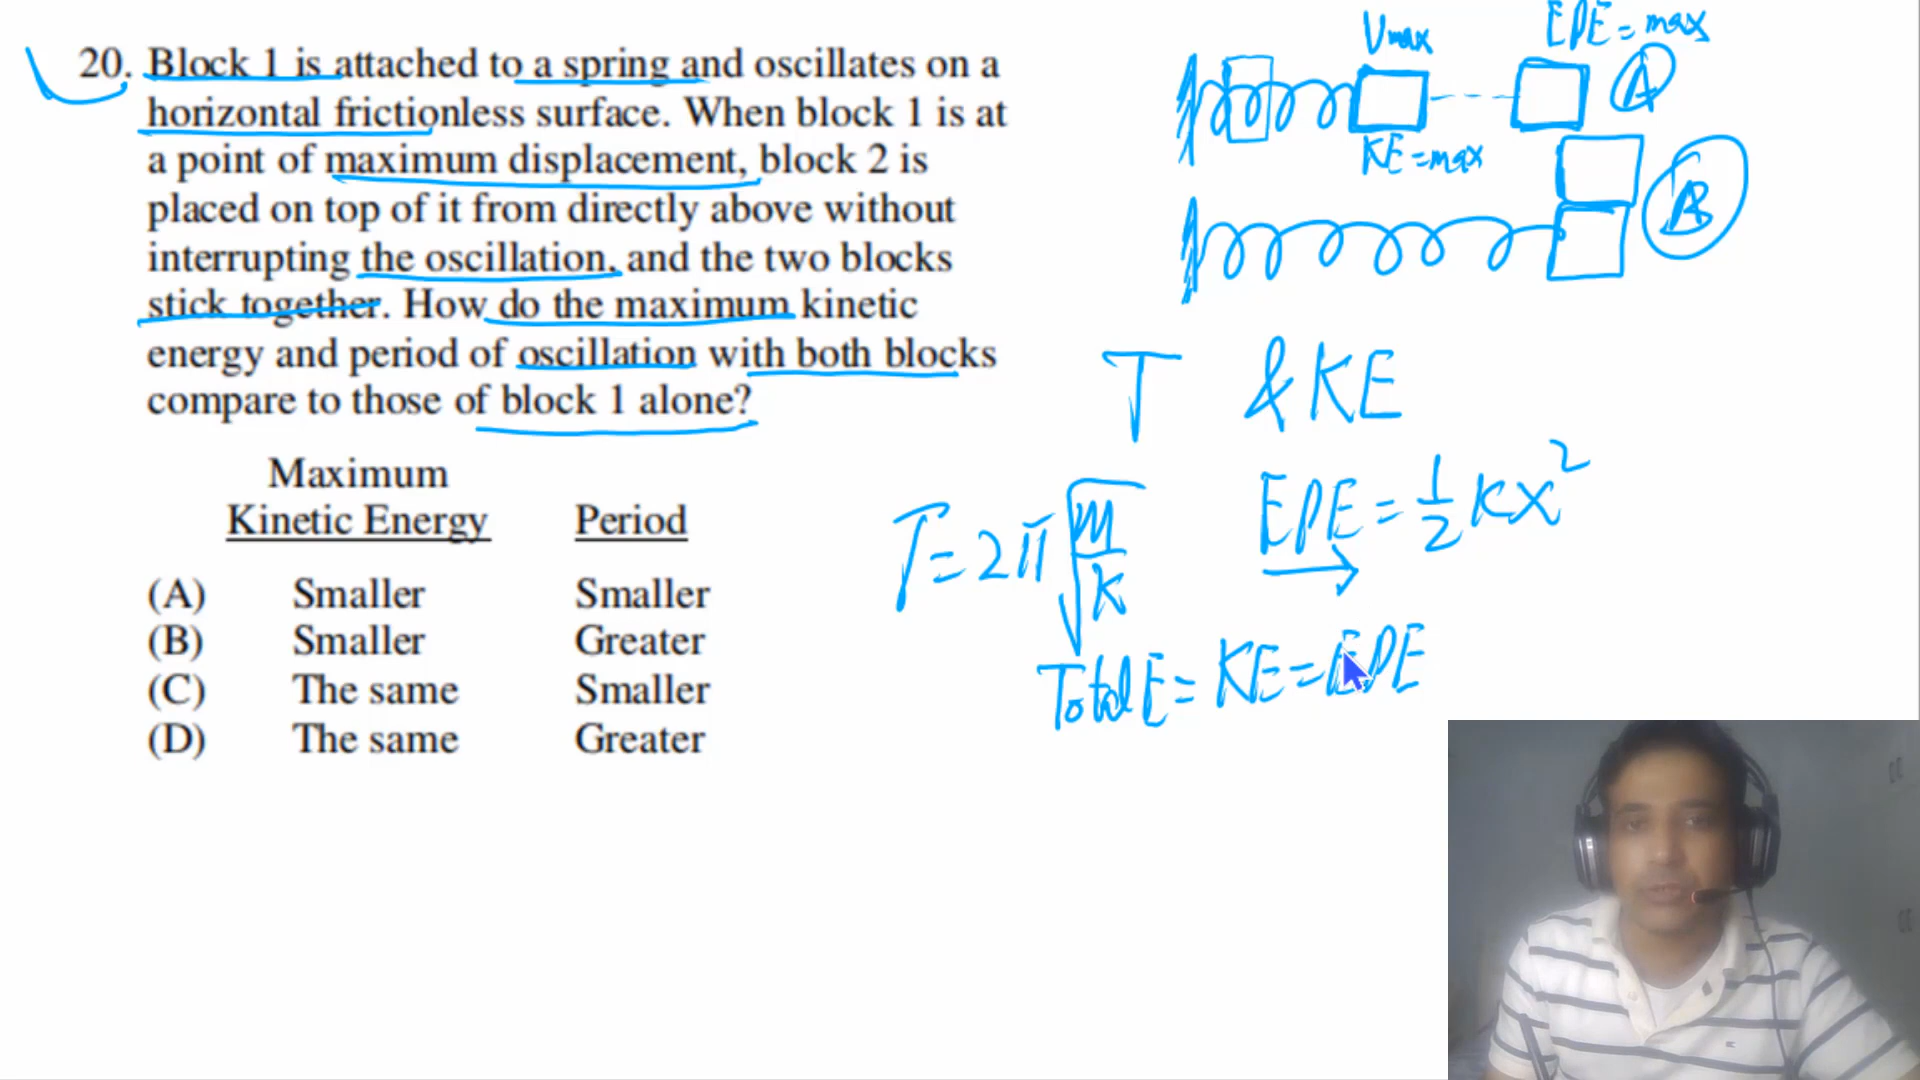 20. Block 1 is attached to a spring and oscillates on a
horizontal frictionless surface. When block 1 is at
a point of maximum displacement, block 2 is
placed on top of it from directly above without
interrupting the oscillation, and the two blocks
stick together. How do the maximum kinetic
energy and period of oscillation with both blocks
compare to those of block 1 alone?
Maximum
Kinetic Energy Period
(A) Smaller Smaller
(B) Smaller Greater
(C) The same Smaller
(D) The same Greater
Vmax EPE = max
A
KE = max
B
T & KE
EPE = 1/2 kx²
T = 2π√(m/k)
Total E = KE = EPE